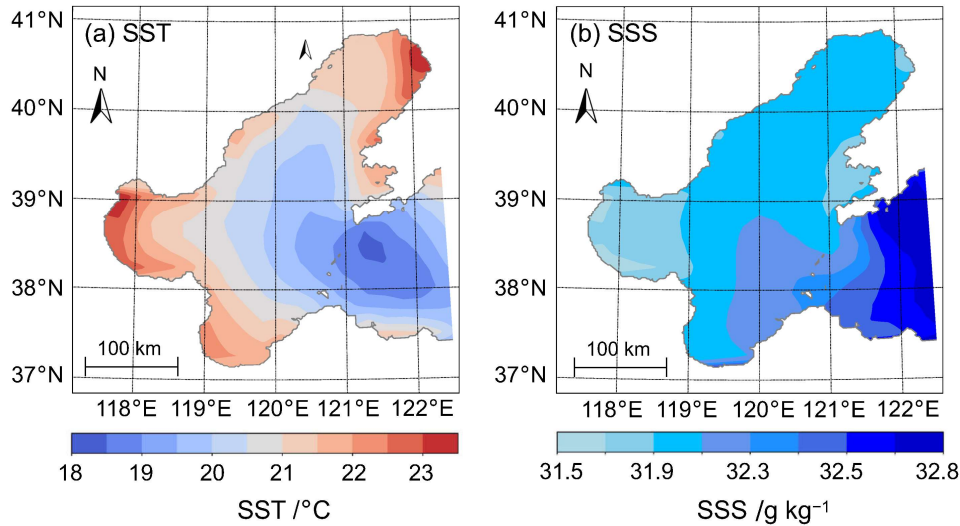 (a) SST
(b) SSS
N
N
41°N
40°N
39°N
38°N
37°N
41°N
40°N
39°N
38°N
37°N
100 km
100 km
118°E 119°E 120°E 121°E 122°E
118°E 119°E 120°E 121°E 122°E
18 19 20 21 22 23
31.5 31.9 32.3 32.5 32.8
SST /°C
SSS /g kg⁻¹